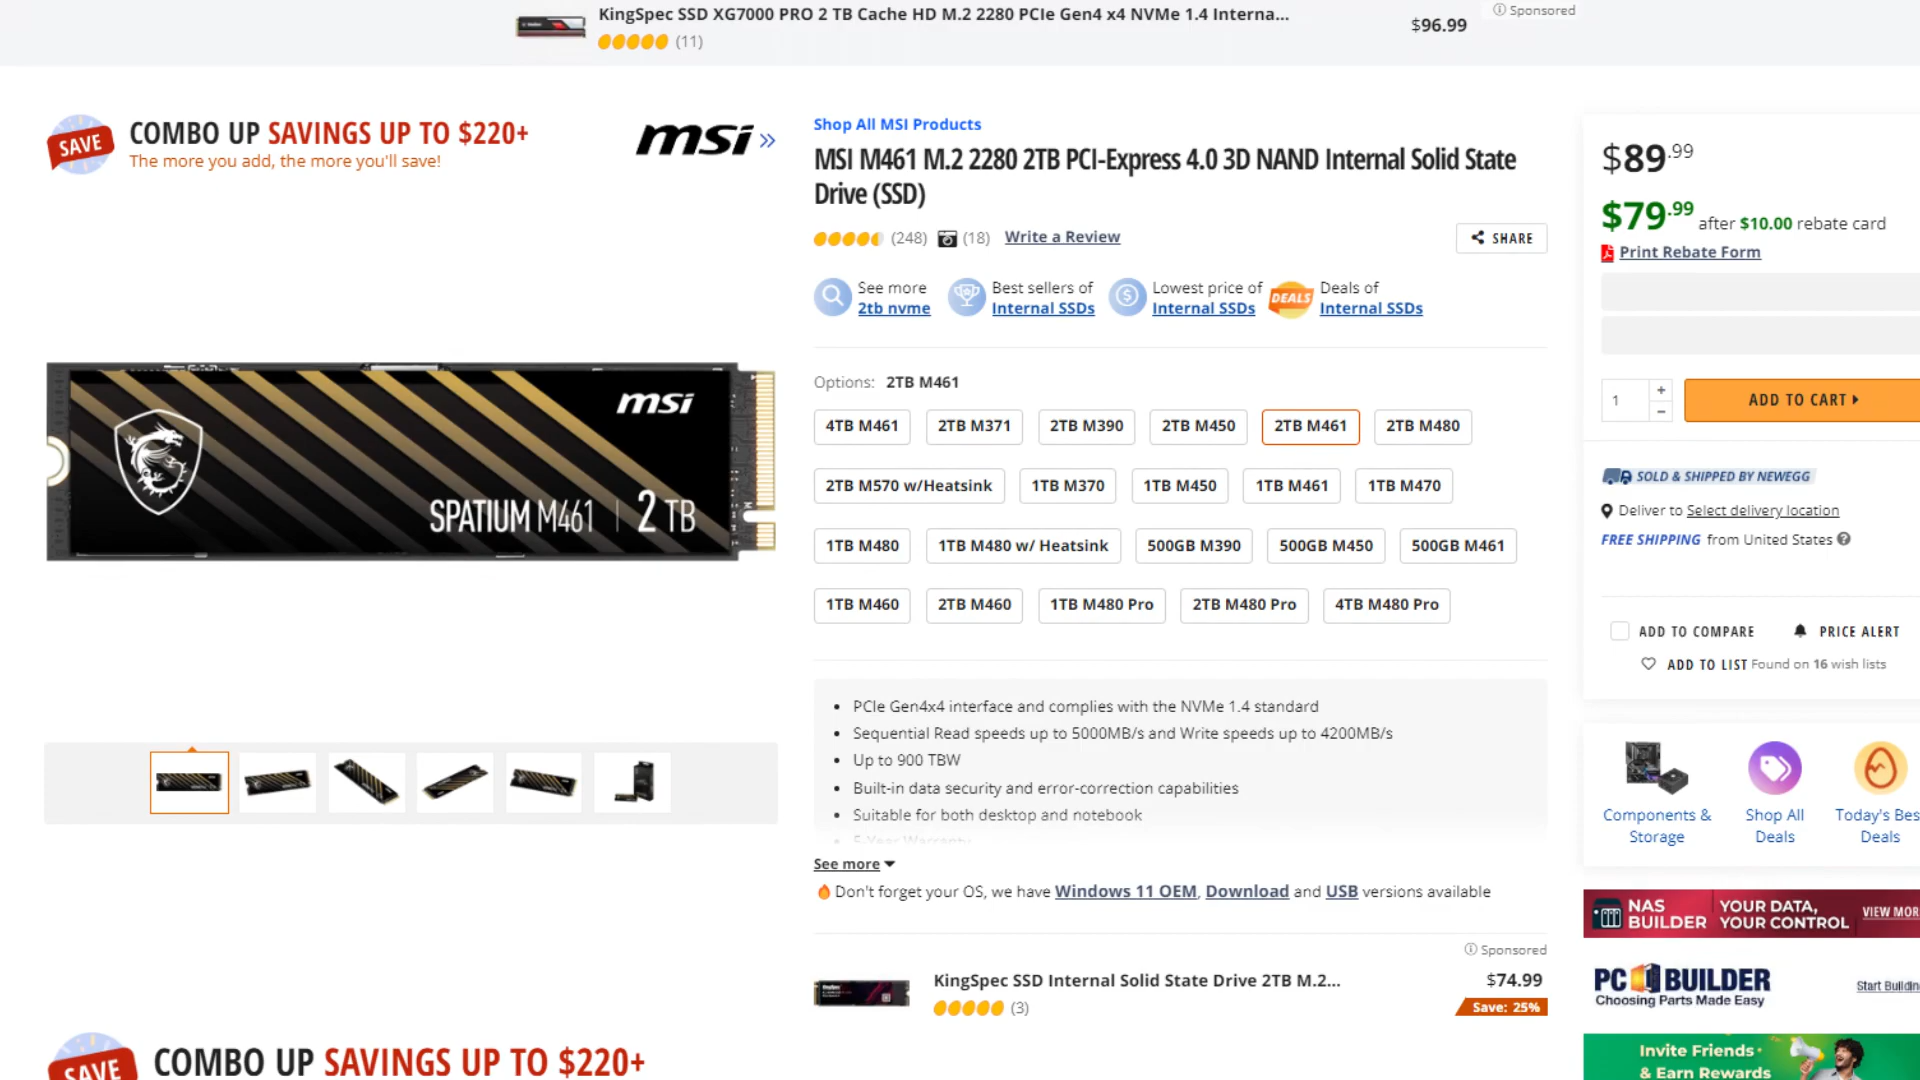 KingSpec SSD XG7000 PRO 2 TB Cache HD M.2 2280 PCIe Gen4 x4 NVMe 1.4 Interna...
(11)
$96.99
Sponsored
SAVE
COMBO UP SAVINGS UP TO $220+
The more you add, the more you'll save!
msi
Shop All MSI Products
MSI M461 M.2 2280 2TB PCI-Express 4.0 3D NAND Internal Solid State
Drive (SSD)
(248) (18) Write a Review
SHARE
See more
2tb nvme
Best sellers of
Internal SSDs
Lowest price of
Internal SSDs
DEALS
Deals of
Internal SSDs
Options: 2TB M461
4TB M461 2TB M371 2TB M390 2TB M450 2TB M461 2TB M480
2TB M570 w/Heatsink 1TB M370 1TB M450 1TB M461 1TB M470
1TB M480 1TB M480 w/ Heatsink 500GB M390 500GB M450 500GB M461
1TB M460 2TB M460 1TB M480 Pro 2TB M480 Pro 4TB M480 Pro
msi
SPATIUM M461 | 2 TB
PCIe Gen4x4 interface and complies with the NVMe 1.4 standard
Sequential Read speeds up to 5000MB/s and Write speeds up to 4200MB/s
Up to 900 TBW
Built-in data security and error-correction capabilities
Suitable for both desktop and notebook
5-Year Warranty
See more
Don't forget your OS, we have Windows 11 OEM, Download and USB versions available
Sponsored
KingSpec SSD Internal Solid State Drive 2TB M.2...
(3)
$74.99
Save: 25%
SAVE
COMBO UP SAVINGS UP TO $220+
$89.99
$79.99 after $10.00 rebate card
Print Rebate Form
1
+
−
ADD TO CART
SOLD & SHIPPED BY NEWEGG
Deliver to Select delivery location
FREE SHIPPING from United States
ADD TO COMPARE
PRICE ALERT
ADD TO LIST Found on 16 wish lists
Components &
Storage
Shop All
Deals
Today's Bes
Deals
NAS
BUILDER
YOUR DATA,
YOUR CONTROL
VIEW MOR
PC BUILDER
Choosing Parts Made Easy
Start Buildin
Invite Friends
& Earn Rewards